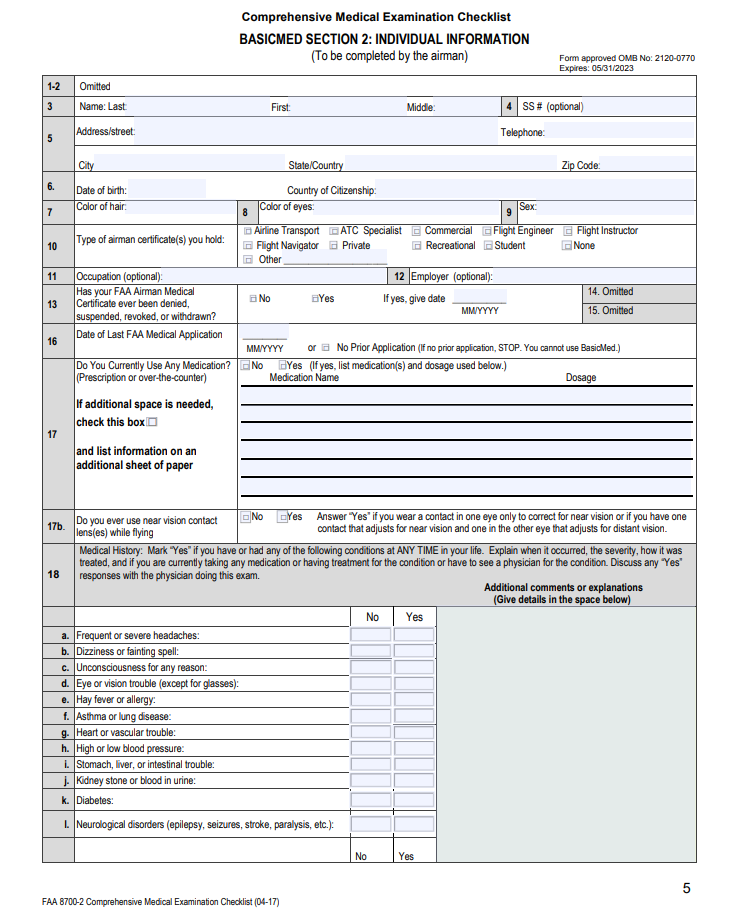 Comprehensive Medical Examination Checklist
BASICMED SECTION 2: INDIVIDUAL INFORMATION
(To be completed by the airman)
Form approved OMB No: 2120-0770
Expires: 05/31/2023
1-2 Omitted
3 Name: Last: First: Middle: 4 SS # (optional)
5 Address/street: Telephone:
City State/Country Zip Code:
6. Date of birth: Country of Citizenship:
7 Color of hair: 8 Color of eyes: 9 Sex:
10 Type of airman certificate(s) you hold:
Airline Transport ATC Specialist Commercial Flight Engineer Flight Instructor
Flight Navigator Private Recreational Student None
Other
11 Occupation (optional): 12 Employer (optional):
13 Has your FAA Airman Medical
Certificate ever been denied,
suspended, revoked, or withdrawn?
No Yes If yes, give date
MM/YYYY
14. Omitted
15. Omitted
16 Date of Last FAA Medical Application
MM/YYYY or No Prior Application (If no prior application, STOP. You cannot use BasicMed.)
17 Do You Currently Use Any Medication?
(Prescription or over-the-counter)
If additional space is needed,
check this box
and list information on an
additional sheet of paper
No Yes (If yes, list medication(s) and dosage used below.)
Medication Name Dosage
17b. Do you ever use near vision contact
lens(es) while flying
No Yes Answer “Yes” if you wear a contact in one eye only to correct for near vision or if you have one
contact that adjusts for near vision and one in the other eye that adjusts for distant vision.
18 Medical History: Mark “Yes” if you have or had any of the following conditions at ANY TIME in your life. Explain when it occurred, the severity, how it was
treated, and if you are currently taking any medication or having treatment for the condition or have to see a physician for the condition. Discuss any “Yes”
responses with the physician doing this exam.
Additional comments or explanations
(Give details in the space below)
No Yes
a. Frequent or severe headaches:
b. Dizziness or fainting spell:
c. Unconsciousness for any reason:
d. Eye or vision trouble (except for glasses):
e. Hay fever or allergy:
f. Asthma or lung disease:
g. Heart or vascular trouble:
h. High or low blood pressure:
i. Stomach, liver, or intestinal trouble:
j. Kidney stone or blood in urine:
k. Diabetes:
l. Neurological disorders (epilepsy, seizures, stroke, paralysis, etc.):
No Yes
5
FAA 8700-2 Comprehensive Medical Examination Checklist (04-17)